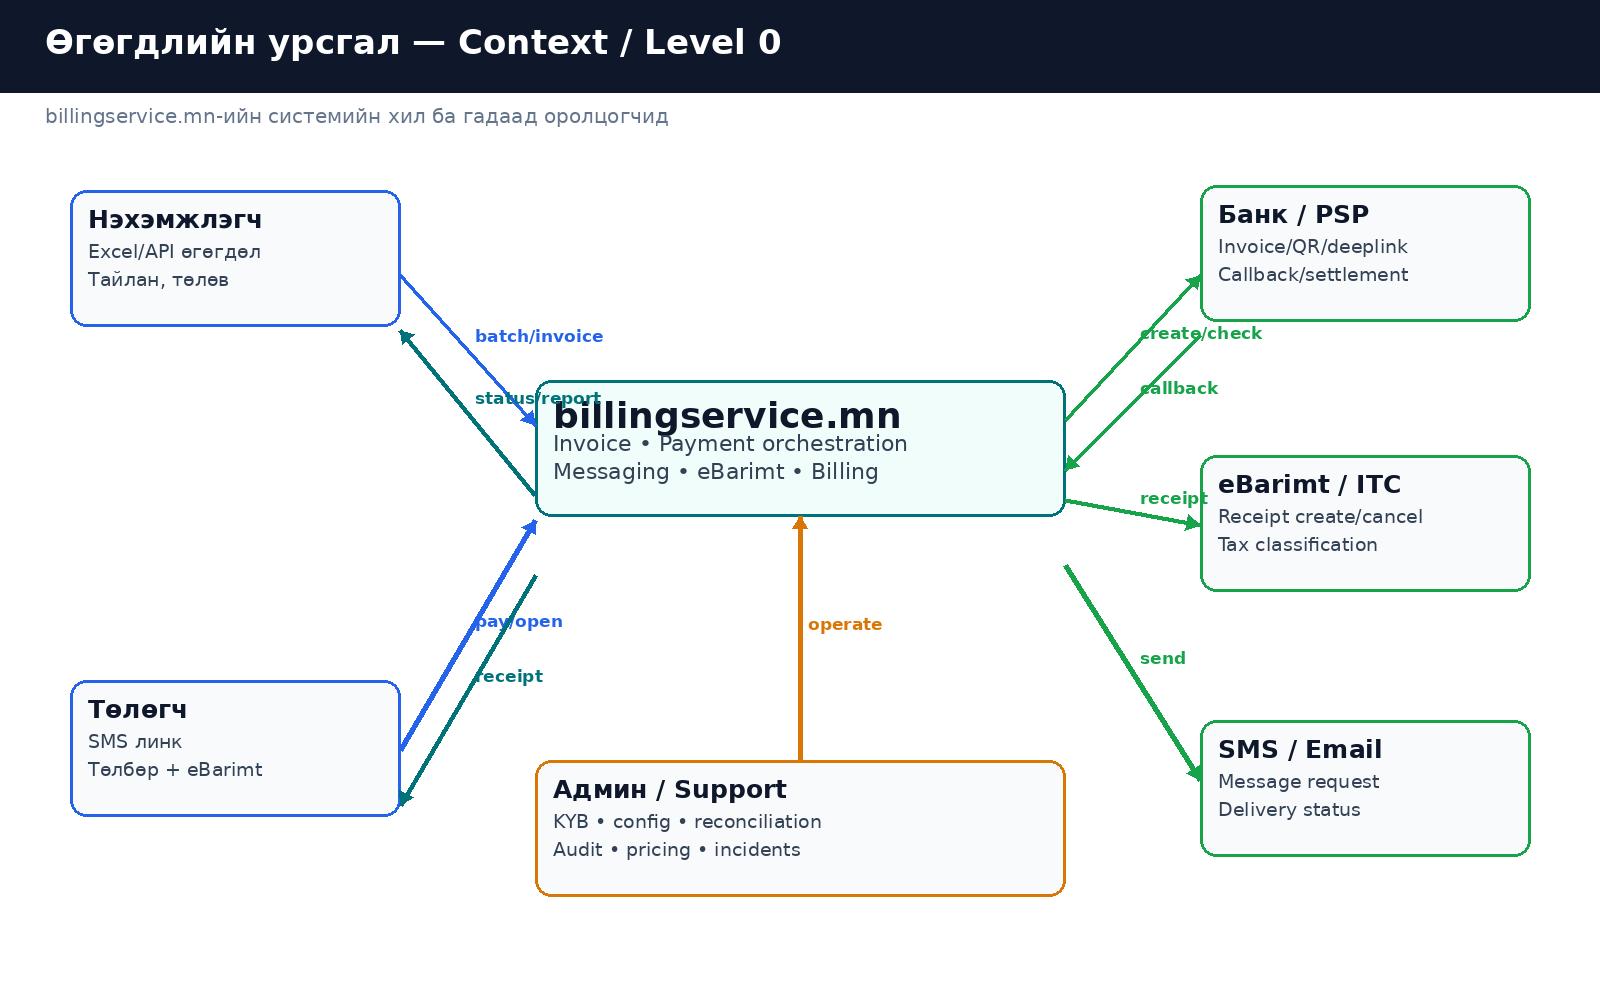 Өгөгдлийн урсгал — Context / Level 0
billingservice.mn-ийн системийн хил ба гадаад оролцогчид
Нэхэмжлэгч
Excel/API өгөгдөл
Тайлан, төлөв
batch/invoice
status/report
billingservice.mn
Invoice • Payment orchestration
Messaging • eBarimt • Billing
Банк / PSP
Invoice/QR/deeplink
Callback/settlement
create/check
callback
receipt
eBarimt / ITC
Receipt create/cancel
Tax classification
pay/open
receipt
operate
send
Төлөгч
SMS линк
Төлбөр + eBarimt
Админ / Support
KYB • config • reconciliation
Audit • pricing • incidents
SMS / Email
Message request
Delivery status